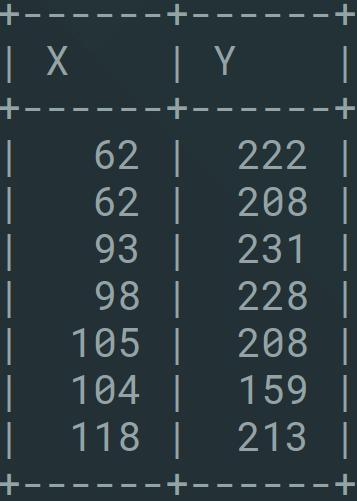 +------+------+
| X    | Y    |
+------+------+
|   62 |  222 |
|   62 |  208 |
|   93 |  231 |
|   98 |  228 |
|  105 |  208 |
|  104 |  159 |
|  118 |  213 |
+------+------+